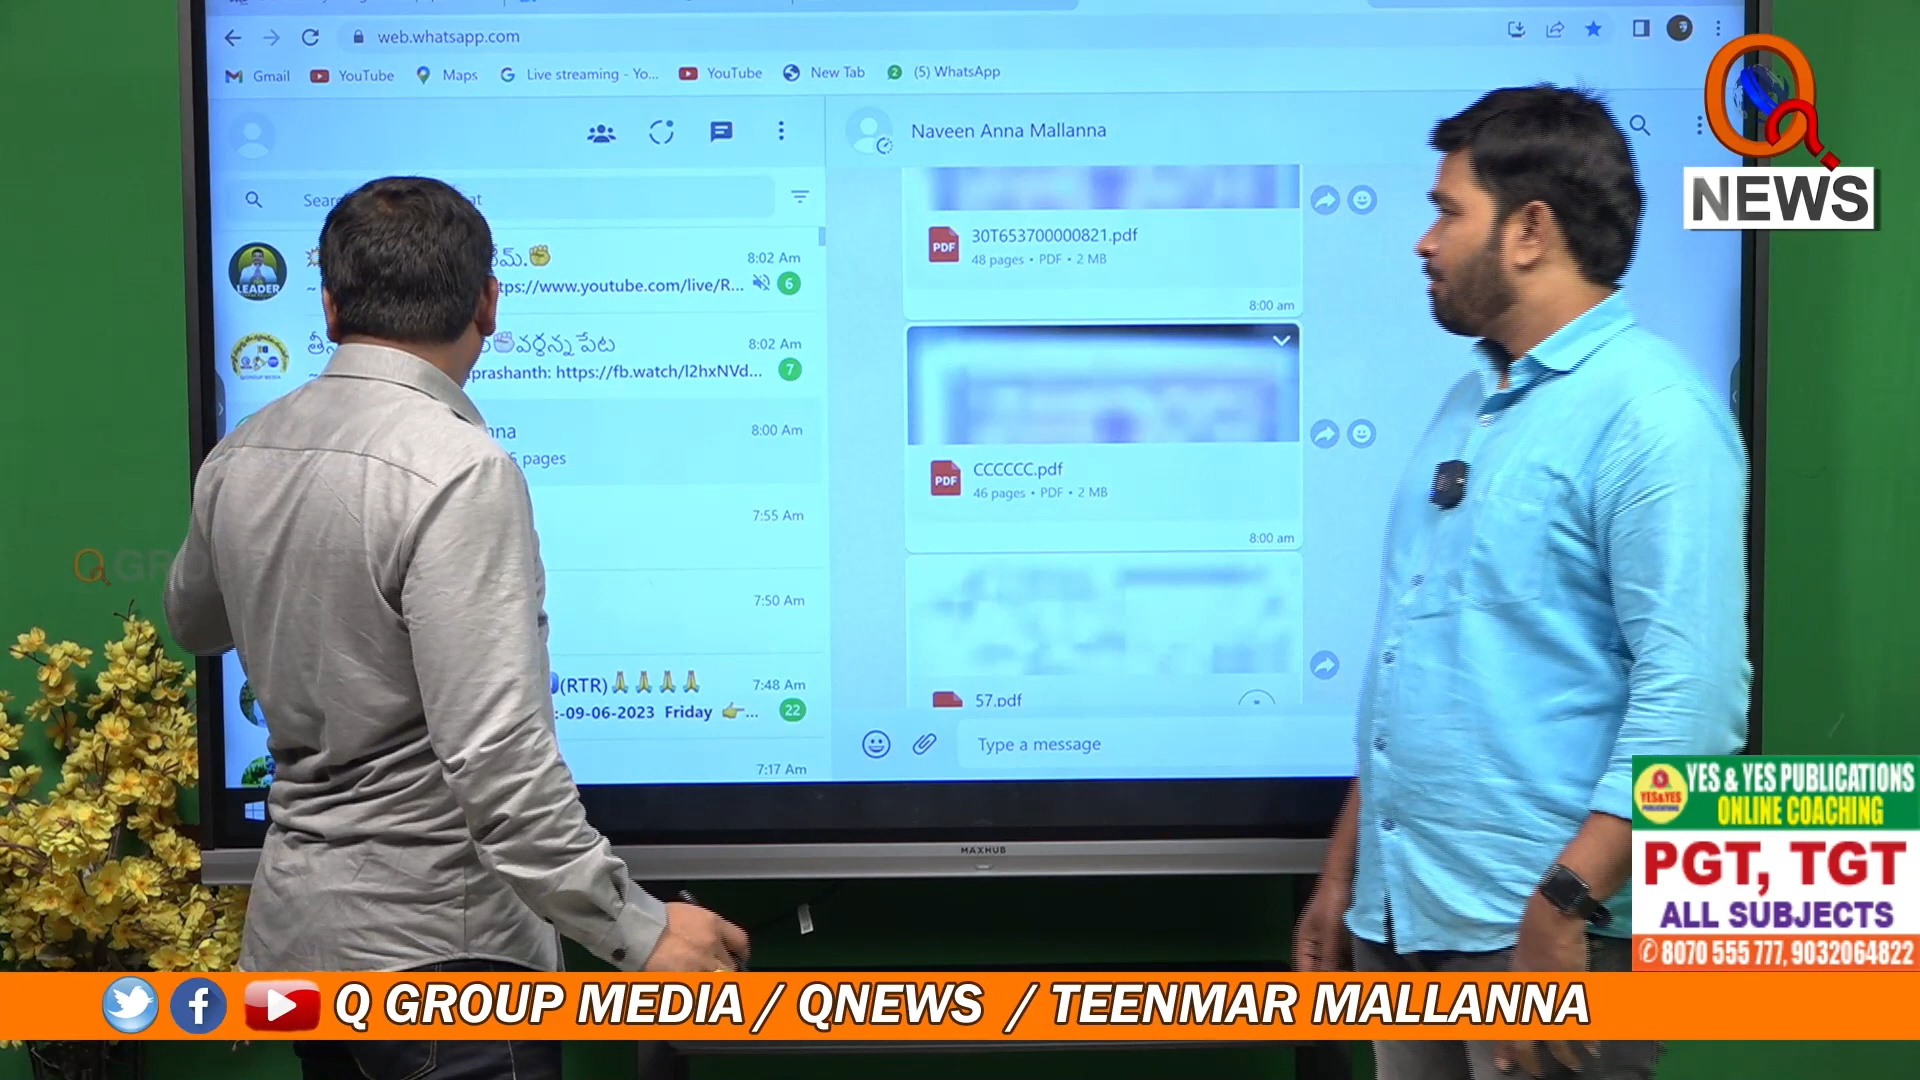 web.whatsapp.com
Gmail
YouTube
Maps
Live streaming - Yo...
YouTube
New Tab
(5) WhatsApp
Naveen Anna Mallanna
NEWS
30T653700000821.pdf
PDF
48 pages • PDF • 2 MB
8:00 am
CCCCCC.pdf
PDF
46 pages • PDF • 2 MB
8:00 am
57.pdf
Type a message
8:02 Am
LEADER
tps://www.youtube.com/live/R...
6
వర్ధన్న పేట
8:02 Am
prashanth: https://fb.watch/l2hxNVd...
7
8:00 Am
pages
7:55 Am
7:50 Am
(RTR)
7:48 Am
:-09-06-2023 Friday
22
7:17 Am
MAXHUB
YES & YES PUBLICATIONS
ONLINE COACHING
YES&YES
PGT, TGT
ALL SUBJECTS
8070 555 777, 9032064822
Q GROUP MEDIA / QNEWS / TEENMAR MALLANNA